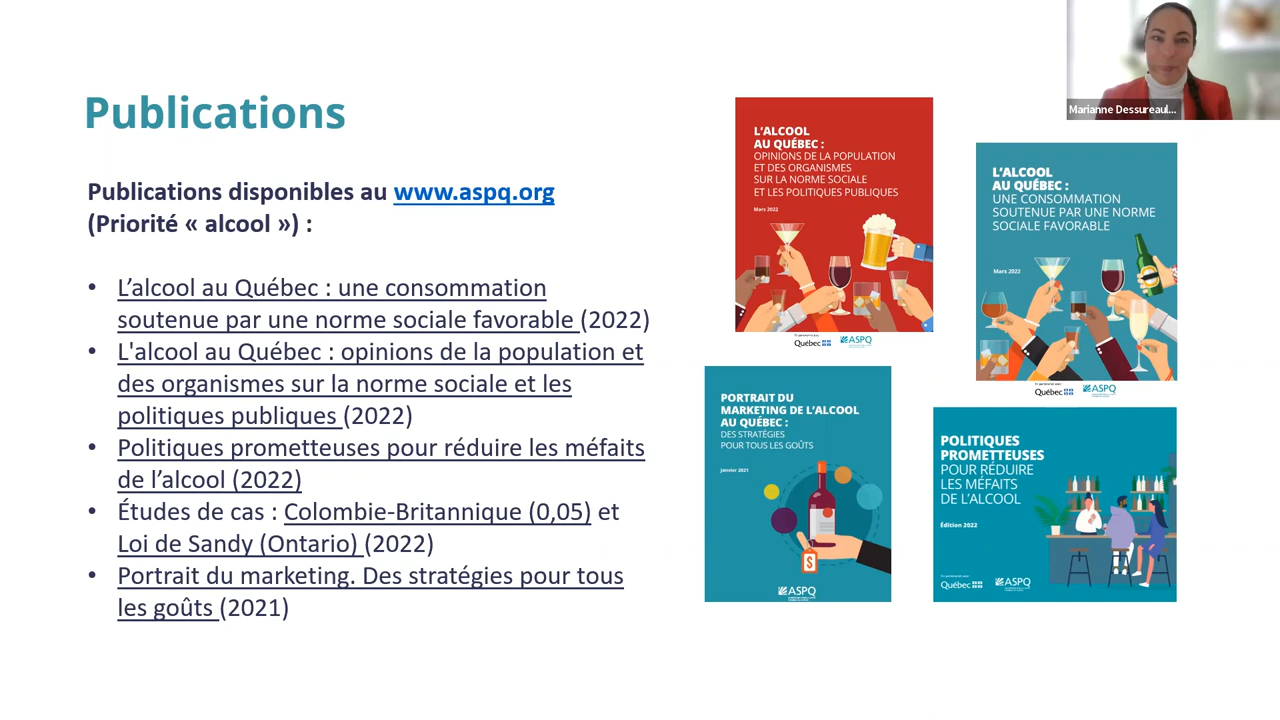 Publications
Publications disponibles au www.aspq.org
(Priorité « alcool ») :
• L’alcool au Québec : une consommation
soutenue par une norme sociale favorable (2022)
• L'alcool au Québec : opinions de la population et
des organismes sur la norme sociale et les
politiques publiques (2022)
• Politiques prometteuses pour réduire les méfaits
de l’alcool (2022)
• Études de cas : Colombie-Britannique (0,05) et
Loi de Sandy (Ontario) (2022)
• Portrait du marketing. Des stratégies pour tous
les goûts (2021)
L’ALCOOL
AU QUÉBEC :
OPINIONS DE LA POPULATION
ET DES ORGANISMES
SUR LA NORME SOCIALE
ET LES POLITIQUES PUBLIQUES
Mars 2022
Québec
ASPQ
L’ALCOOL
AU QUÉBEC :
UNE CONSOMMATION
SOUTENUE PAR UNE NORME
SOCIALE FAVORABLE
Mars 2022
Québec
ASPQ
PORTRAIT DU
MARKETING DE L’ALCOOL
AU QUÉBEC :
DES STRATÉGIES
POUR TOUS LES GOÛTS
Janvier 2021
$
ASPQ
POLITIQUES
PROMETTEUSES
POUR RÉDUIRE
LES MÉFAITS
DE L’ALCOOL
Édition 2022
Québec
ASPQ
Marianne Dessureaul...